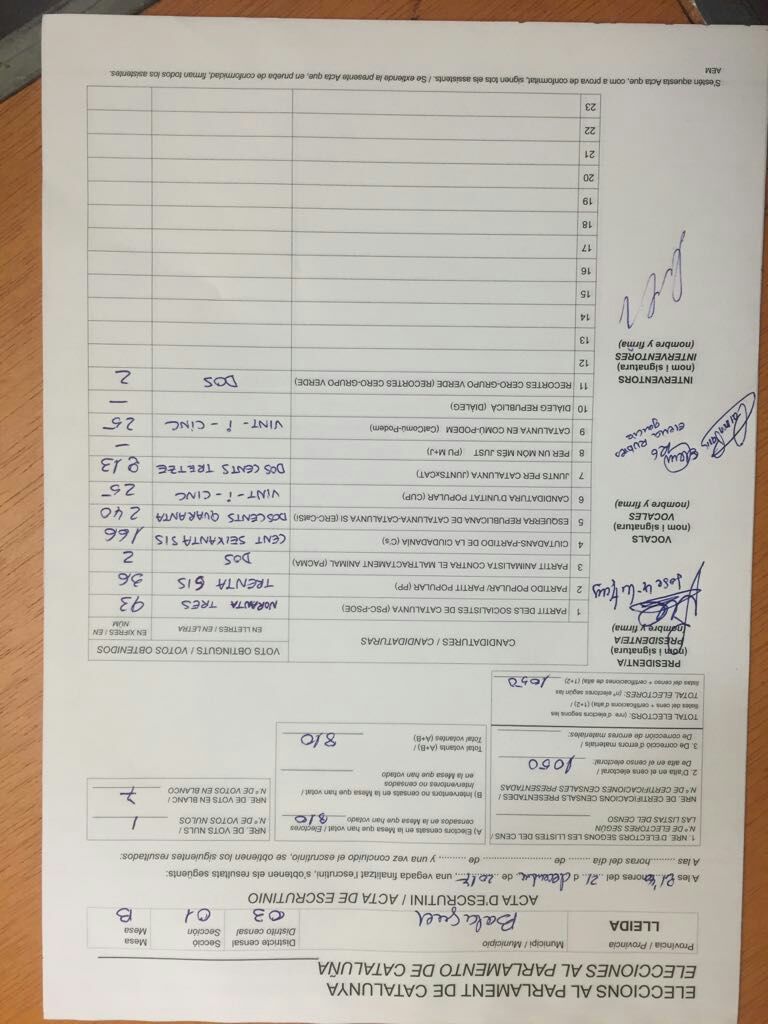 ELECCIONS AL PARLAMENT DE CATALUNYA
ELECCIONES AL PARLAMENTO DE CATALUÑA
Província / Provincia
LLEIDA
Municipi / Municipio
Balaguer
Districte censal
Distrito censal
03
Secció
Sección
01
Mesa
Mesa
B
ACTA D'ESCRUTINI / ACTA DE ESCRUTINIO
A les 21'40 hores del 21 d desembre de 2017, una vegada finalitzat l'escrutini, s'obtenen els resultats següents:
A las .......... horas del día ........ de .................... de .........., y una vez concluido el escrutinio, se obtienen los siguientes resultados:
1. NRE. D'ELECTORS SEGONS LES LLISTES DEL CENS /
N.º DE ELECTORES SEGÚN
LAS LISTAS DEL CENSO
NRE. DE CERTIFICACIONS CENSALS PRESENTADES /
N.º DE CERTIFICACIONES CENSALES PRESENTADAS
2. D'alta en el cens electoral /
De alta en el censo electoral: 1050
3. De correcció d'errors materials /
De corrección de errores materiales:
TOTAL ELECTORS: (nre. d'electors segons les
llistes del cens + certificacions d'alta) (1+2) /
TOTAL ELECTORES: (nº electores según las
listas del censo + certificaciones de alta) (1+2) 1050
A) Electors censats en la Mesa que han votat / Electores
censados en la Mesa que han votado 810
B) Interventors no censats en la Mesa que han votat /
Interventores no censados
en la Mesa que han votado
Total votants (A+B) /
Total votantes (A+B) 810
NRE. DE VOTS NULS /
N.º DE VOTOS NULOS 1
NRE. DE VOTS EN BLANC /
N.º DE VOTOS EN BLANCO 7
CANDIDATURES / CANDIDATURAS
VOTS OBTINGUTS / VOTOS OBTENIDOS
EN LLETRES / EN LETRA
EN XIFRES / EN NÚM
1 PARTIT DELS SOCIALISTES DE CATALUNYA (PSC-PSOE) NORANTA TRES 93
2 PARTIDO POPULAR/ PARTIT POPULAR (PP) TRENTA SIS 36
3 PARTIT ANIMALISTA CONTRA EL MALTRACTAMENT ANIMAL (PACMA) DOS 2
4 CIUTADANS-PARTIDO DE LA CIUDADANÍA (C's) CENT SEIXANTA SIS 166
5 ESQUERRA REPUBLICANA DE CATALUNYA-CATALUNYA SÍ (ERC-CatSí) DOSCENTS QUARANTA 240
6 CANDIDATURA D'UNITAT POPULAR (CUP) VINT-i-CINC 25
7 JUNTS PER CATALUNYA (JUNTSxCAT) DOS CENTS TRETZE 213
8 PER UN MÓN MÉS JUST (PU M+J) —
9 CATALUNYA EN COMÚ-PODEM (CatComú-Podem) VINT-i-CINC 25
10 DIÀLEG REPÚBLICA (DIÀLEG) —
11 RECORTES CERO-GRUPO VERDE (RECORTES CERO-GRUPO VERDE) DOS 2
12
13
14
15
16
17
18
19
20
21
22
23
PRESIDENT/A
(nom i signatura)
PRESIDENTE/A
(nombre y firma)
VOCALS
(nom i signatura)
VOCALES
(nombre y firma)
INTERVENTORS
(nom i signatura)
INTERVENTORES
(nombre y firma)
S'estén aquesta Acta que, com a prova de conformitat, signen tots els assistents. / Se extiende la presente Acta que, en prueba de conformidad, firman todos los asistentes.
AEM